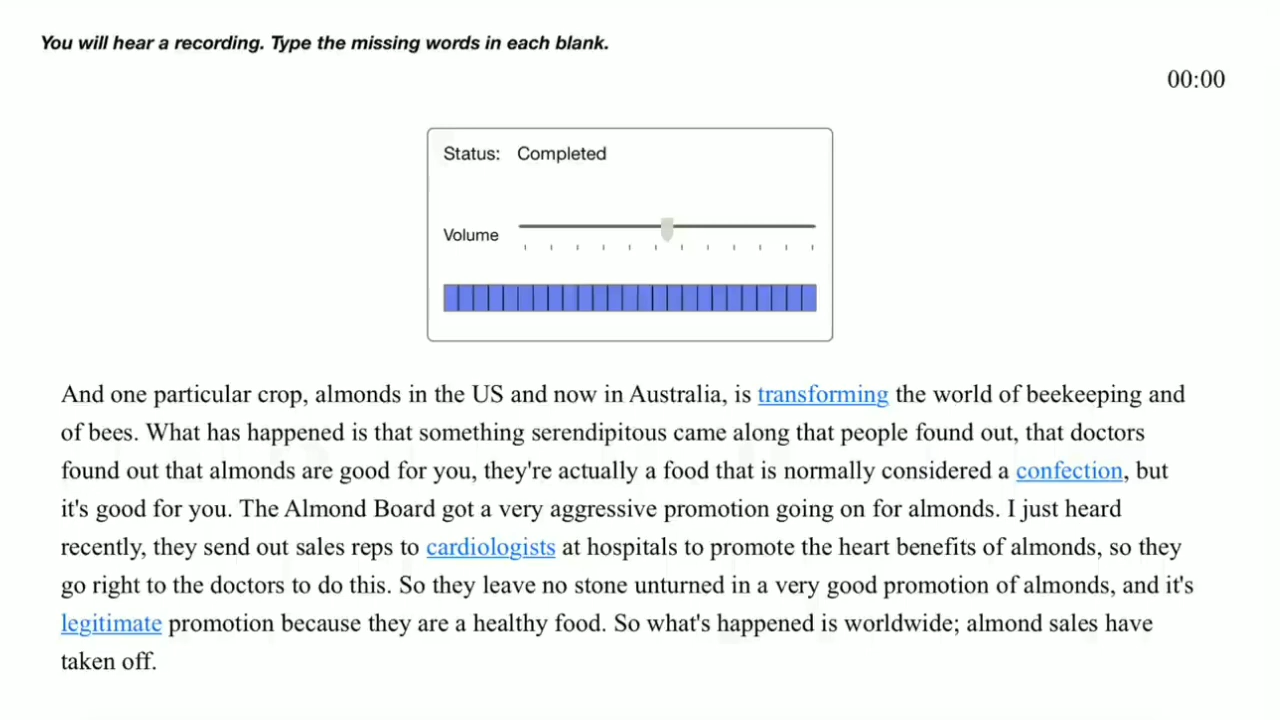 You will hear a recording. Type the missing words in each blank.
00:00
Status: Completed
Volume
And one particular crop, almonds in the US and now in Australia, is transforming the world of beekeeping and
of bees. What has happened is that something serendipitous came along that people found out, that doctors
found out that almonds are good for you, they're actually a food that is normally considered a confection, but
it's good for you. The Almond Board got a very aggressive promotion going on for almonds. I just heard
recently, they send out sales reps to cardiologists at hospitals to promote the heart benefits of almonds, so they
go right to the doctors to do this. So they leave no stone unturned in a very good promotion of almonds, and it's
legitimate promotion because they are a healthy food. So what's happened is worldwide; almond sales have
taken off.